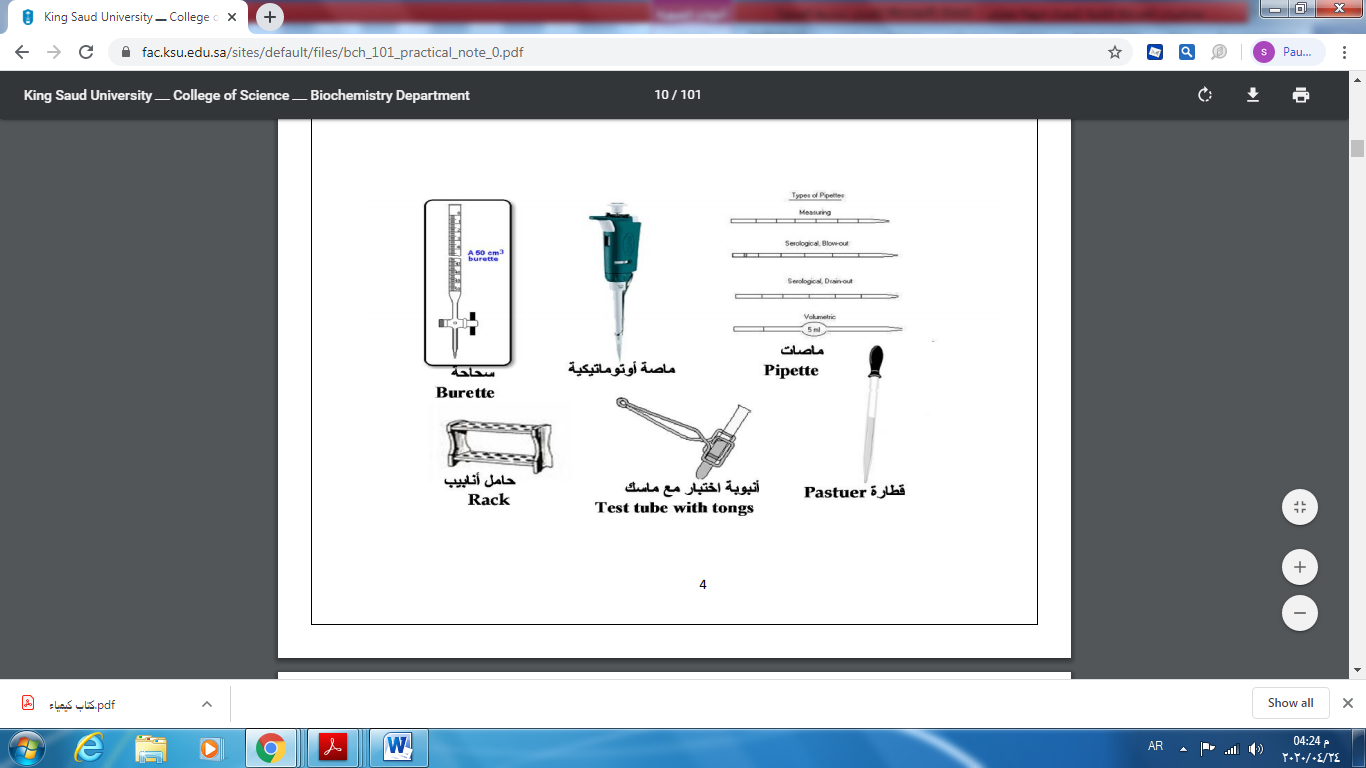 King Saud University — College o
Pau...
fac.ksu.edu.sa/sites/default/files/bch_101_practical_note_0.pdf
King Saud University — College of Science — Biochemistry Department
10 / 101
A 50 cm3
burette
سحاحة
Burette
ماصة أوتوماتيكية
Types of Pipettes
Measuring
Serological, Blow-out
Serological, Drain-out
Volumetric
5 ml
ماصات
Pipette
حامل أنابيب
Rack
أنبوبة اختبار مع ماسك
Test tube with tongs
Pastuer قطارة
4
كتاب كيمياء.pdf
Show all
AR
04:24 م
٢٠٢٠/٠٤/٢٤